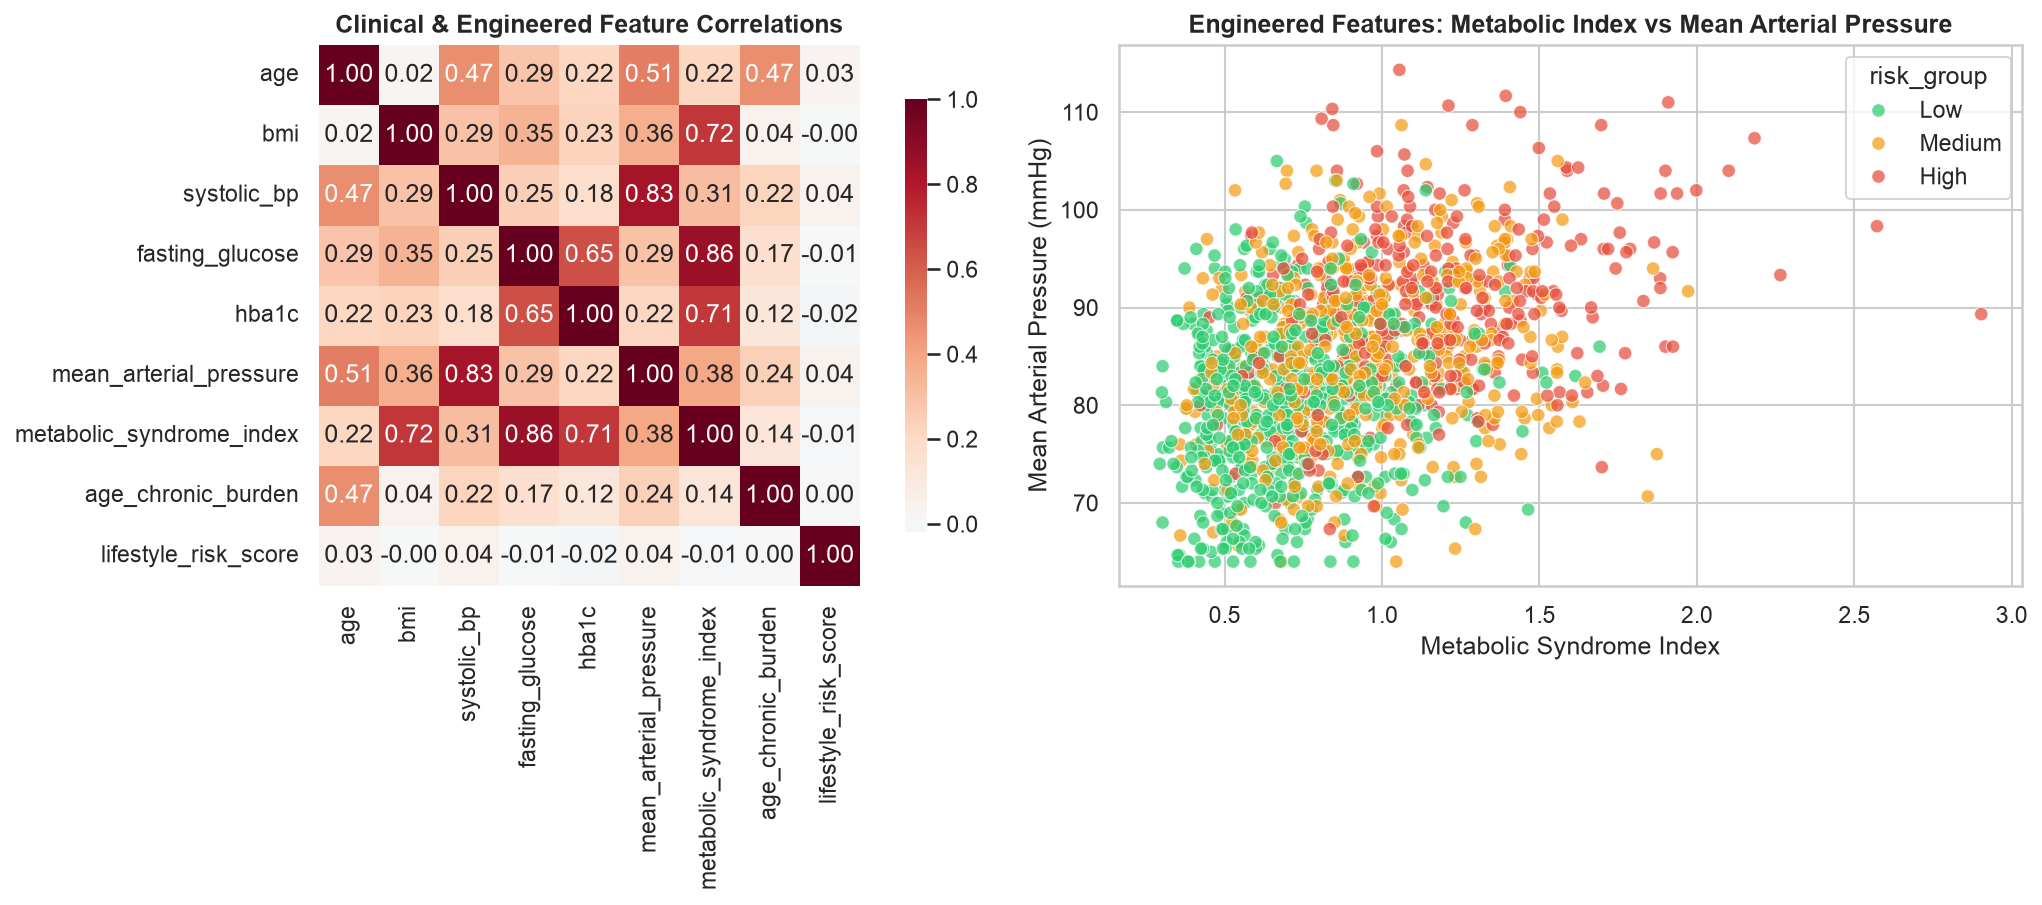 Clinical & Engineered Feature Correlations
age 1.00 0.02 0.47 0.29 0.22 0.51 0.22 0.47 0.03
bmi 0.02 1.00 0.29 0.35 0.23 0.36 0.72 0.04 -0.00
systolic_bp 0.47 0.29 1.00 0.25 0.18 0.83 0.31 0.22 0.04
fasting_glucose 0.29 0.35 0.25 1.00 0.65 0.29 0.86 0.17 -0.01
hba1c 0.22 0.23 0.18 0.65 1.00 0.22 0.71 0.12 -0.02
mean_arterial_pressure 0.51 0.36 0.83 0.29 0.22 1.00 0.38 0.24 0.04
metabolic_syndrome_index 0.22 0.72 0.31 0.86 0.71 0.38 1.00 0.14 -0.01
age_chronic_burden 0.47 0.04 0.22 0.17 0.12 0.24 0.14 1.00 0.00
lifestyle_risk_score 0.03 -0.00 0.04 -0.01 -0.02 0.04 -0.01 0.00 1.00
age
bmi
systolic_bp
fasting_glucose
hba1c
mean_arterial_pressure
metabolic_syndrome_index
age_chronic_burden
lifestyle_risk_score
1.0
0.8
0.6
0.4
0.2
0.0
Engineered Features: Metabolic Index vs Mean Arterial Pressure
Mean Arterial Pressure (mmHg)
110
100
90
80
70
risk_group
Low
Medium
High
0.5 1.0 1.5 2.0 2.5 3.0
Metabolic Syndrome Index